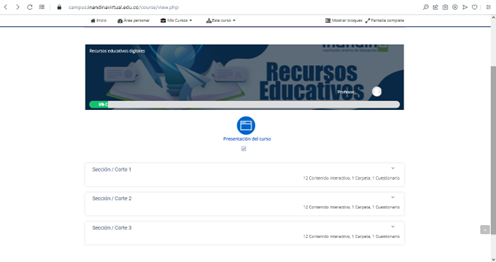 campus.inandinavirtual.edu.co/course/view.php
Inicio Área personal Mis Cursos Este curso Mostrar bloques Pantalla completa
Recursos educativos digitales
Recursos
Educativos
Presentación del curso
Sección / Corte 1
12 Contenido interactivo, 1 Carpeta, 1 Cuestionario
Sección / Corte 2
12 Contenido interactivo, 1 Carpeta, 1 Cuestionario
Sección / Corte 3
12 Contenido interactivo, 1 Carpeta, 1 Cuestionario